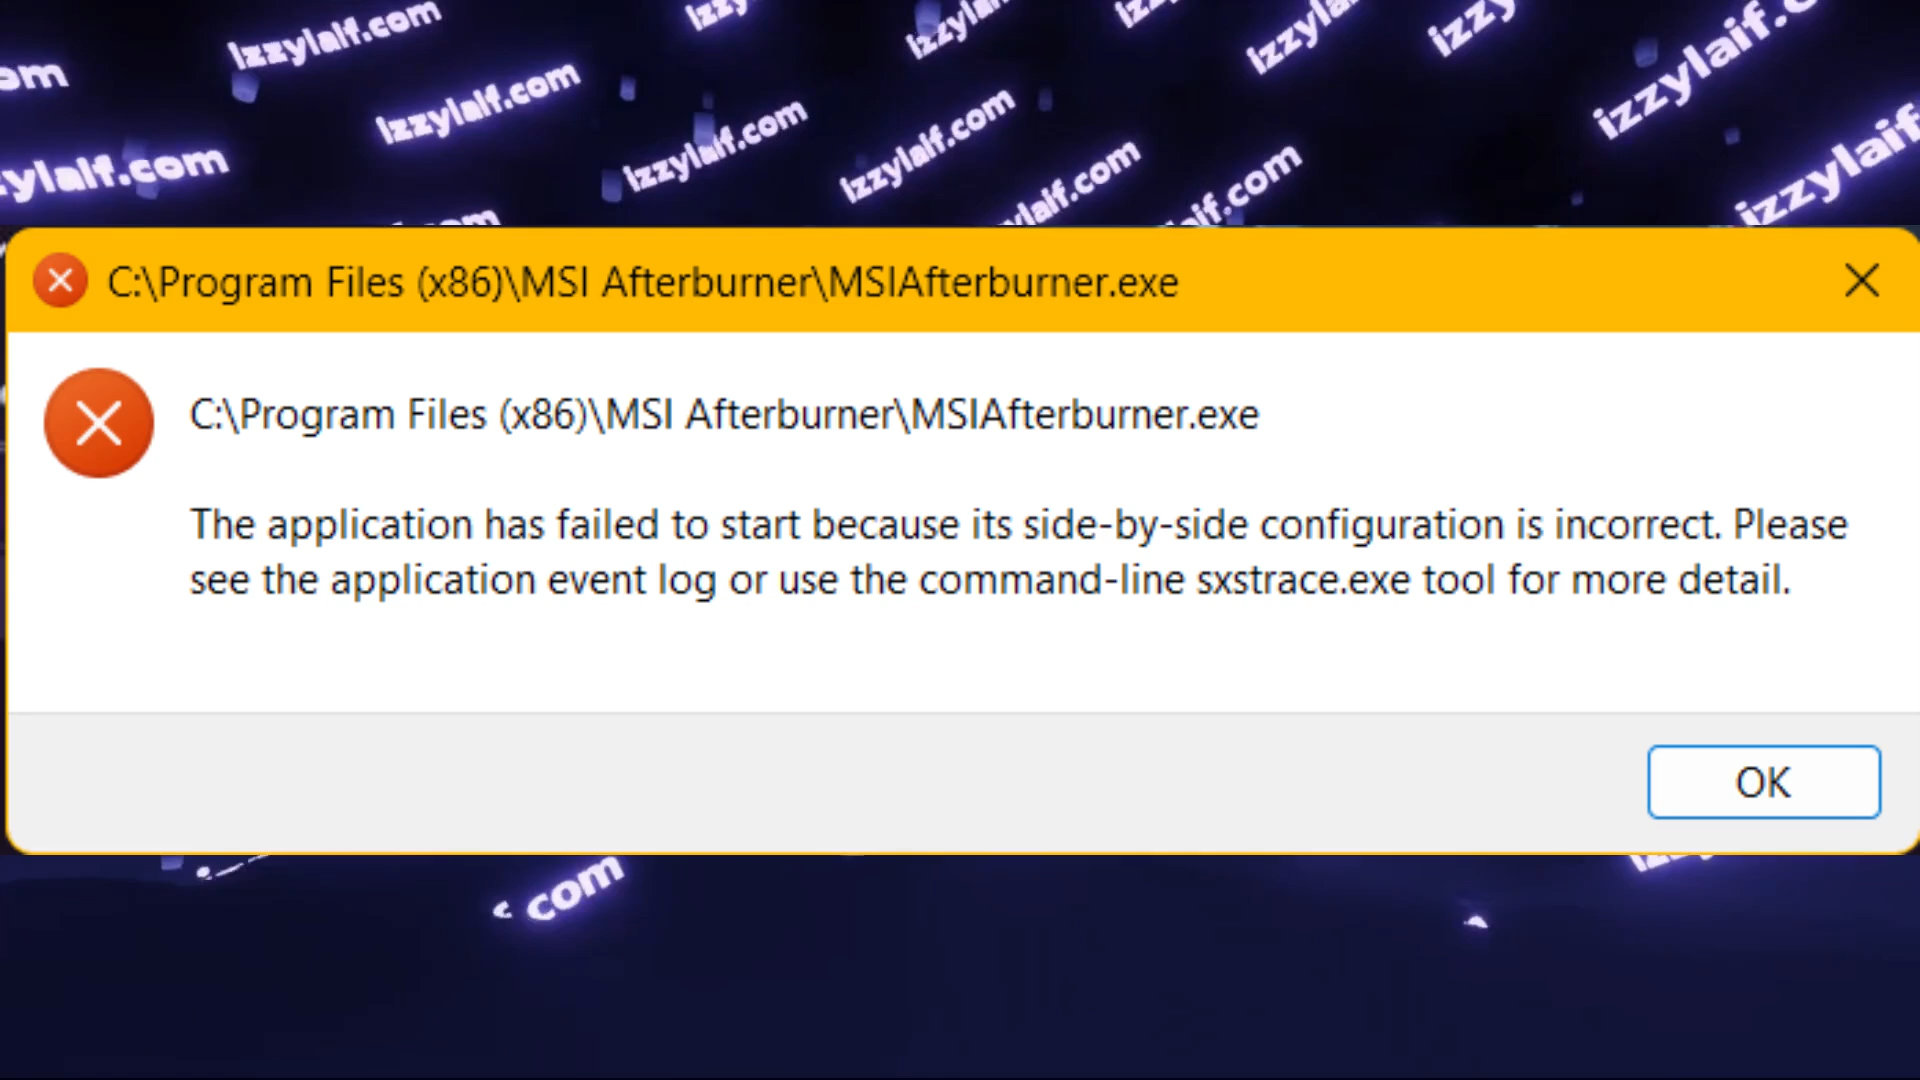 Izzylaif.com
Izzylaif.com
izzylaif.com
Izzylaif.com
Izzylaif.com
C:\Program Files (x86)\MSI Afterburner\MSIAfterburner.exe
C:\Program Files (x86)\MSI Afterburner\MSIAfterburner.exe
The application has failed to start because its side-by-side configuration is incorrect. Please
see the application event log or use the command-line sxstrace.exe tool for more detail.
OK
com